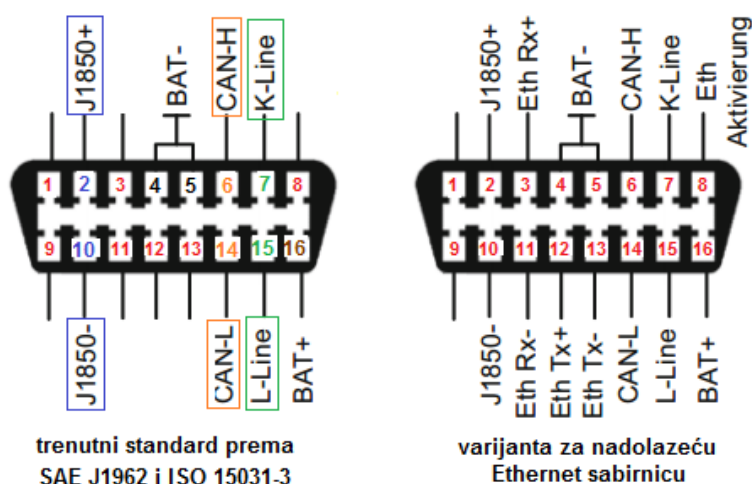 J1850+
BAT-
CAN-H
K-Line
1 2 3 4 5 6 7 8
9 10 11 12 13 14 15 16
J1850-
CAN-L
L-Line
BAT+
trenutni standard prema
SAE J1962 i ISO 15031-3
J1850+
Eth Rx+
BAT-
CAN-H
K-Line
Eth
Aktivierung
1 2 3 4 5 6 7 8
9 10 11 12 13 14 15 16
J1850-
Eth Rx-
Eth Tx+
Eth Tx-
CAN-L
L-Line
BAT+
varijanta za nadolazeću
Ethernet sabirnicu